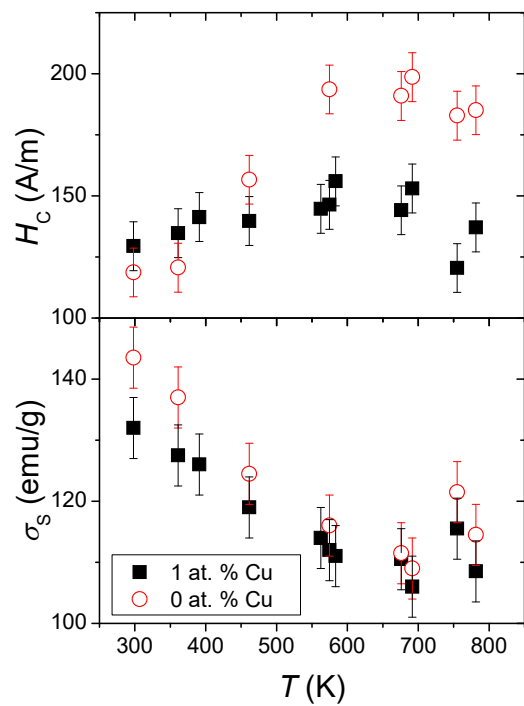 200
150
100
H_C (A/m)
140
120
100
σ_S (emu/g)
1 at. % Cu
0 at. % Cu
300 400 500 600 700 800
T (K)